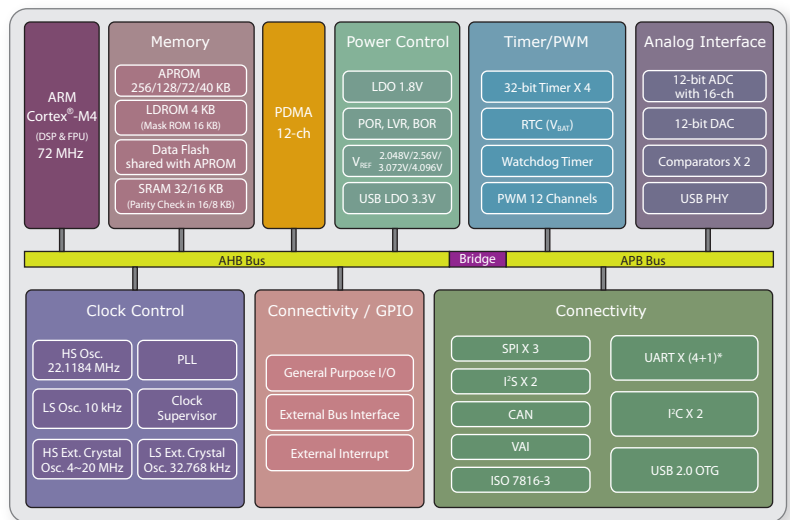 ARM
Cortex®-M4
(DSP & FPU)
72 MHz
Memory
APROM
256/128/72/40 KB
LDROM 4 KB
(Mask ROM 16 KB)
Data Flash
shared with APROM
SRAM 32/16 KB
(Parity Check in 16/8 KB)
PDMA
12-ch
Power Control
LDO 1.8V
POR, LVR, BOR
VREF 2.048V/2.56V/
3.072V/4.096V
USB LDO 3.3V
Timer/PWM
32-bit Timer X 4
RTC (VBAT)
Watchdog Timer
PWM 12 Channels
Analog Interface
12-bit ADC
with 16-ch
12-bit DAC
Comparators X 2
USB PHY
AHB Bus
Bridge
APB Bus
Clock Control
HS Osc.
22.1184 MHz
PLL
LS Osc. 10 kHz
Clock
Supervisor
HS Ext. Crystal
Osc. 4~20 MHz
LS Ext. Crystal
Osc. 32.768 kHz
Connectivity / GPIO
General Purpose I/O
External Bus Interface
External Interrupt
Connectivity
SPI X 3
I²S X 2
CAN
VAI
ISO 7816-3
UART X (4+1)*
I²C X 2
USB 2.0 OTG